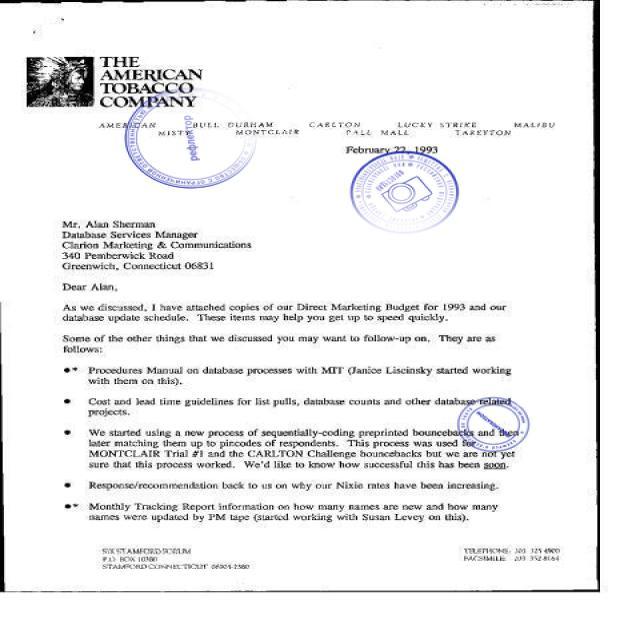 THE
AMERICAN
TOBACCO
COMPANY
AMERICAN BULL DURHAM CARLTON LUCKY STRIKE MALIBU
MISTY MONTCLAIR PALL MALL TAREYTON
рефлектор
February 22, 1993
Mr. Alan Sherman
Database Services Manager
Clarion Marketing & Communications
340 Pemberwick Road
Greenwich, Connecticut 06831
Dear Alan,
As we discussed, I have attached copies of our Direct Marketing Budget for 1993 and our
database update schedule. These items may help you get up to speed quickly.
Some of the other things that we discussed you may want to follow-up on. They are as
follows:
●* Procedures Manual on database processes with MIT (Janice Liscinsky started working
with them on this).
● Cost and lead time guidelines for list pulls, database counts and other database related
projects.
● We started using a new process of sequentially-coding preprinted bouncebacks and then
later matching them up to pincodes of respondents. This process was used for
MONTCLAIR Trial #1 and the CARLTON Challenge bouncebacks but we are not yet
sure that this process worked. We'd like to know how successful this has been soon.
● Response/recommendation back to us on why our Nixie rates have been increasing.
●* Monthly Tracking Report information on how many names are new and how many
names were updated by PM tape (started working with Susan Levey on this).
SIX STAMFORD FORUM
P.O. BOX 10380
STAMFORD CONNECTICUT 06904-2380
TELEPHONE: 203 325-4900
FACSIMILE: 203 352-8164